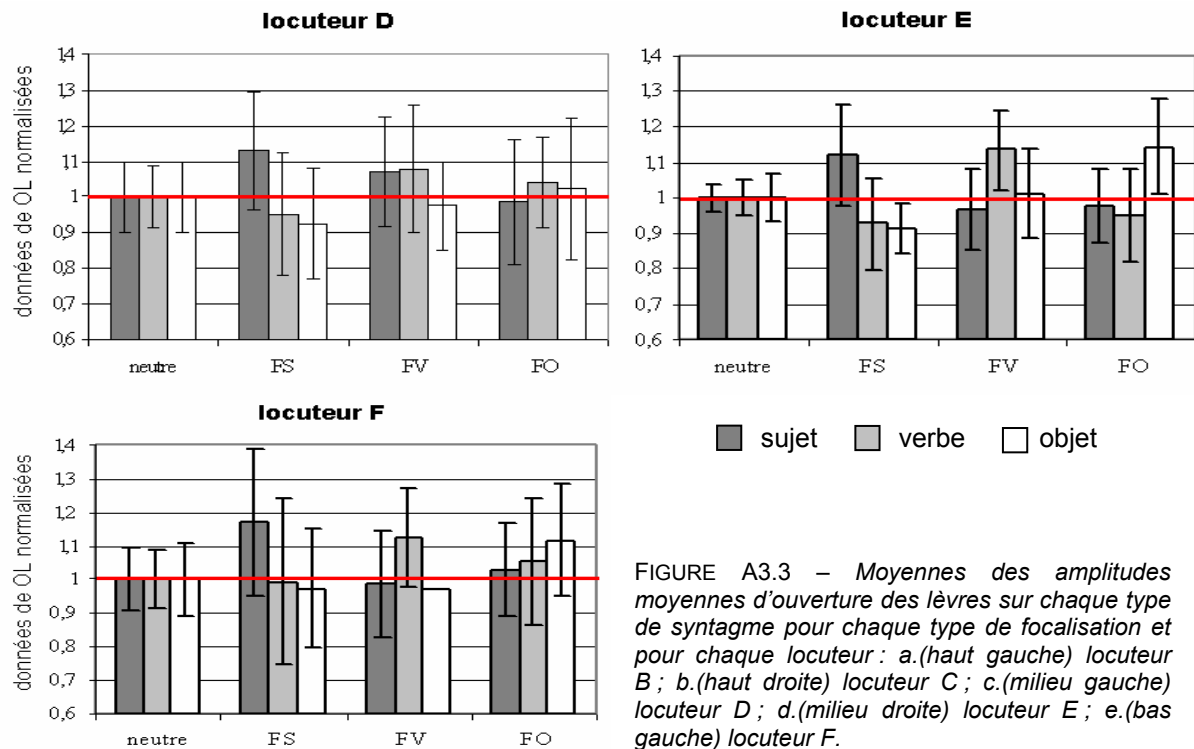 locuteur D
données de OL normalisées
1,4
1,3
1,2
1,1
1
0,9
0,8
0,7
0,6
neutre FS FV FO
locuteur E
1,4
1,3
1,2
1,1
1
0,9
0,8
0,7
0,6
neutre FS FV FO
locuteur F
données de OL normalisées
1,4
1,3
1,2
1,1
1
0,9
0,8
0,7
0,6
neutre FS FV FO
sujet verbe objet
FIGURE A3.3 – Moyennes des amplitudes
moyennes d'ouverture des lèvres sur chaque type
de syntagme pour chaque type de focalisation et
pour chaque locuteur : a.(haut gauche) locuteur
B ; b.(haut droite) locuteur C ; c.(milieu gauche)
locuteur D ; d.(milieu droite) locuteur E ; e.(bas
gauche) locuteur F.